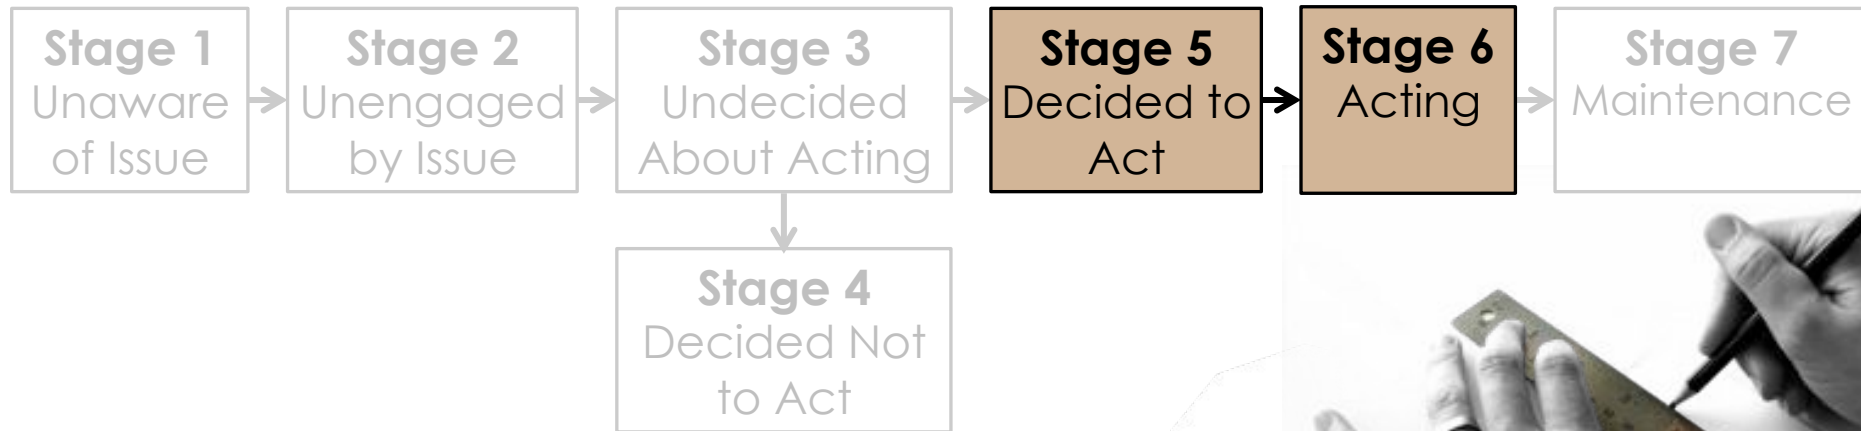 Stage 1
Unaware
of Issue
Stage 2
Unengaged
by Issue
Stage 3
Undecided
About Acting
Stage 5
Decided to
Act
Stage 6
Acting
Stage 7
Maintenance
Stage 4
Decided Not
to Act